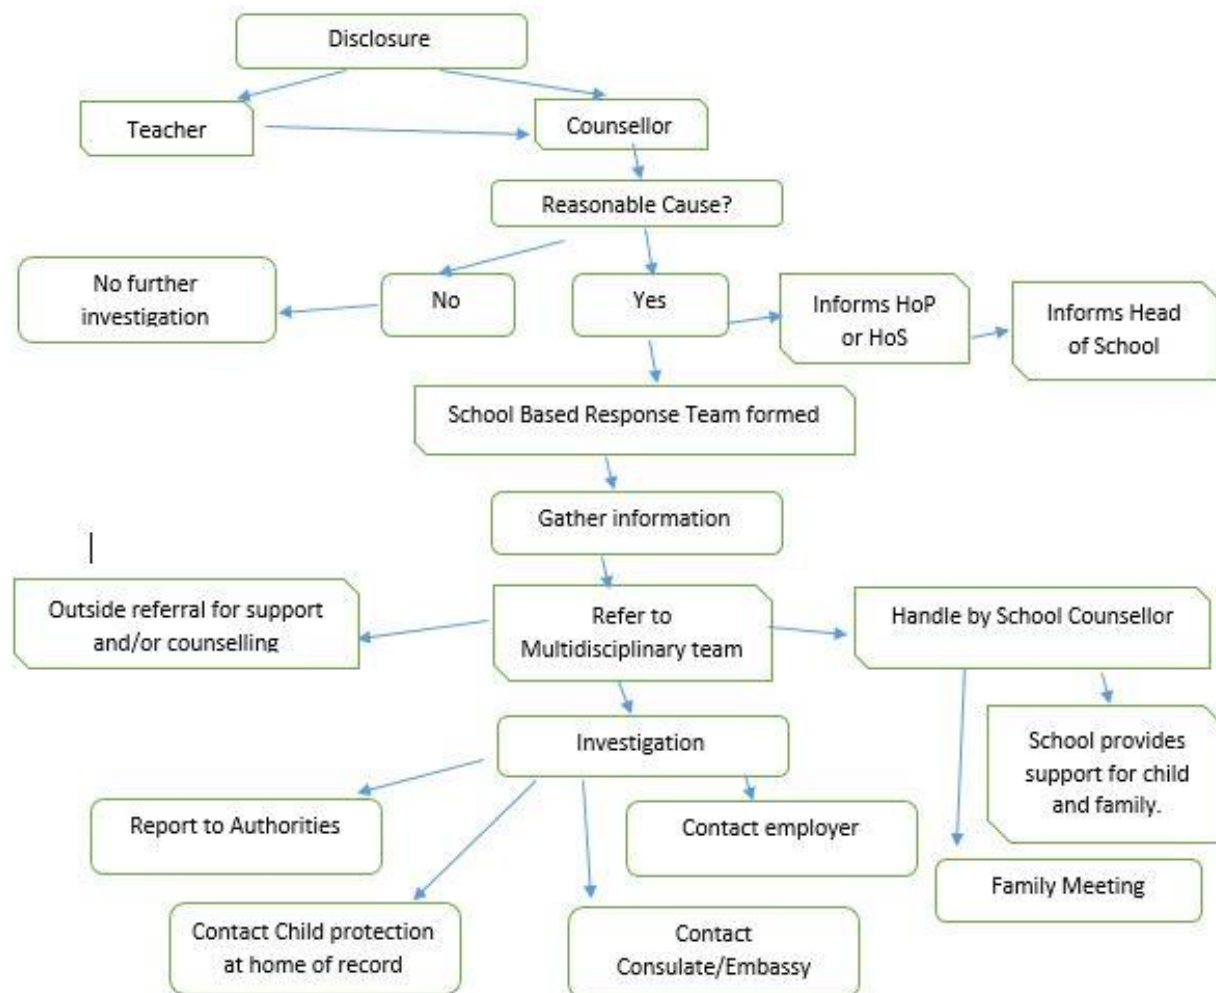 Disclosure
Teacher
Counsellor
Reasonable Cause?
No further
investigation
No
Yes
Informs HoP
or HoS
Informs Head
of School
School Based Response Team formed
Gather information
Outside referral for support
and/or counselling
Refer to
Multidisciplinary team
Handle by School Counsellor
Investigation
School provides
support for child
and family.
Report to Authorities
Contact employer
Family Meeting
Contact Child protection
at home of record
Contact
Consulate/Embassy